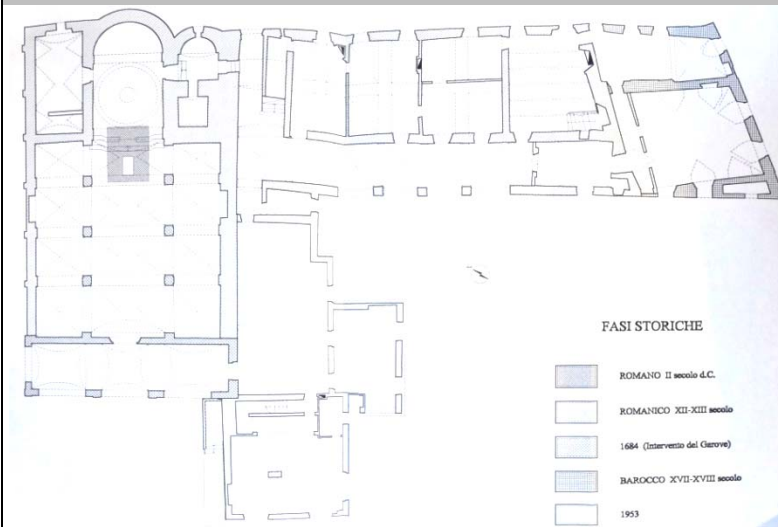 FASI STORICHE
ROMANO II secolo d.C.
ROMANICO XII-XIII secolo
1684 (Intervento del Garove)
BAROCCO XVII-XVIII secolo
1953